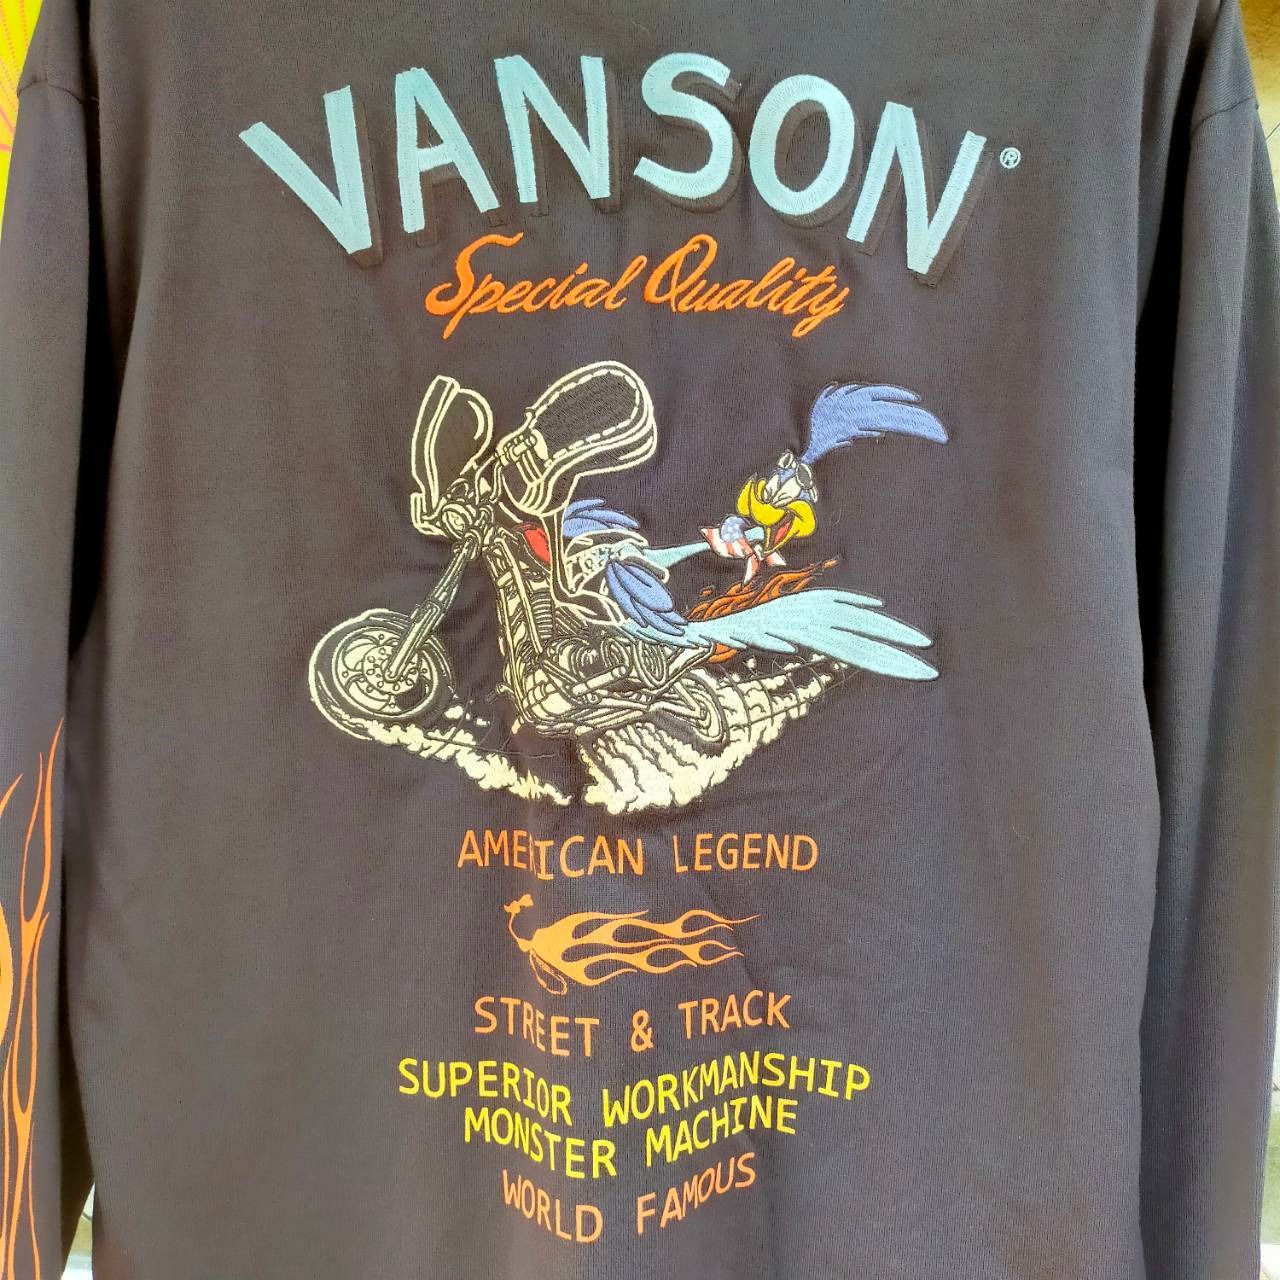 VANSON®
Special Quality
AMERICAN LEGEND
STREET & TRACK
SUPERIOR WORKMANSHIP
MONSTER MACHINE
WORLD FAMOUS